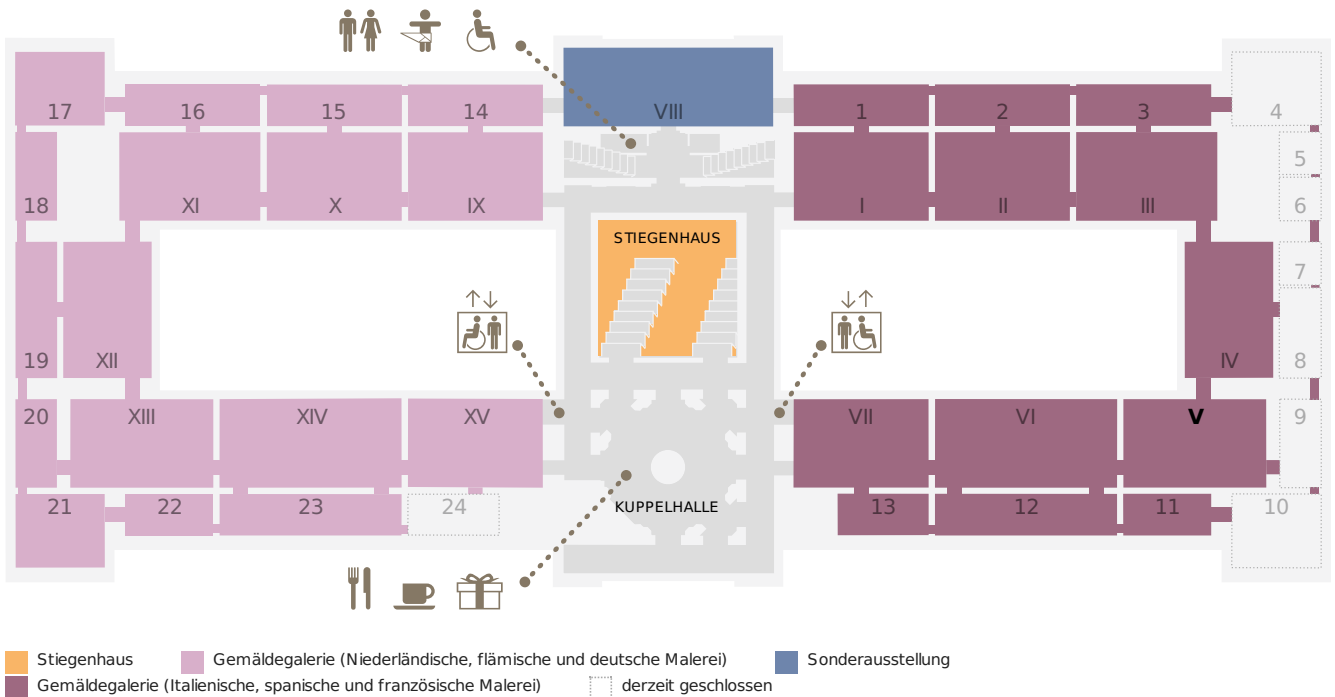 17 16 15 14 VIII 1 2 3 4
5
18 XI X IX I II III 6
STIEGENHAUS
7
19 XII IV 8
20 XIII XIV XV VII VI V 9
21 22 23 24 KUPPELHALLE 13 12 11 10
Stiegenhaus Gemäldegalerie (Niederländische, flämische und deutsche Malerei) Sonderausstellung
Gemäldegalerie (Italienische, spanische und französische Malerei) derzeit geschlossen